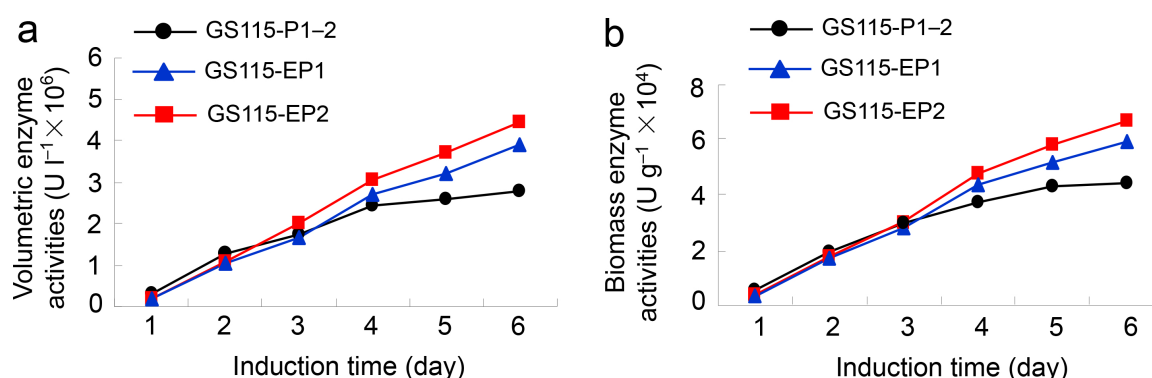 a
GS115-P1–2
GS115-EP1
GS115-EP2
Volumetric enzyme
activities (U l⁻¹ × 10⁶)
6
5
4
3
2
1
0
1 2 3 4 5 6
Induction time (day)
b
GS115-P1–2
GS115-EP1
GS115-EP2
Biomass enzyme
activities (U g⁻¹ × 10⁴)
8
6
4
2
0
1 2 3 4 5 6
Induction time (day)